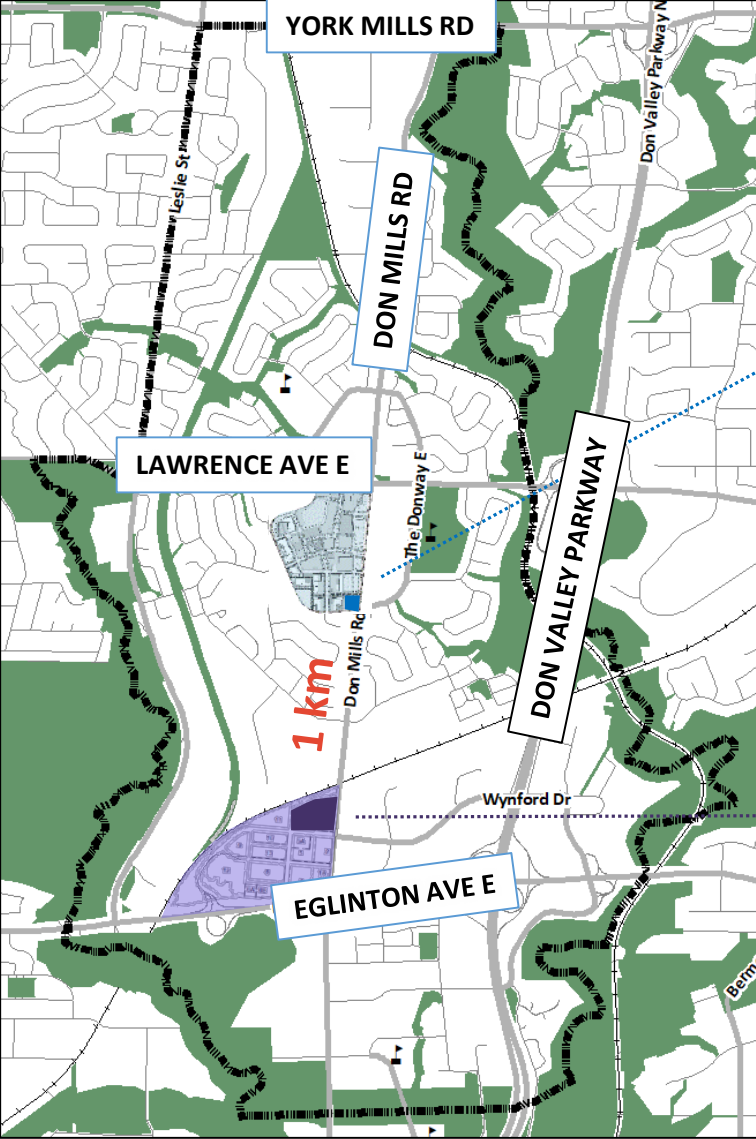 YORK MILLS RD
Don Valley Parkway N
Leslie St
DON MILLS RD
LAWRENCE AVE E
The Donway E
DON VALLEY PARKWAY
Don Mills Rd
1 km
Wynford Dr
EGLINTON AVE E
Berm